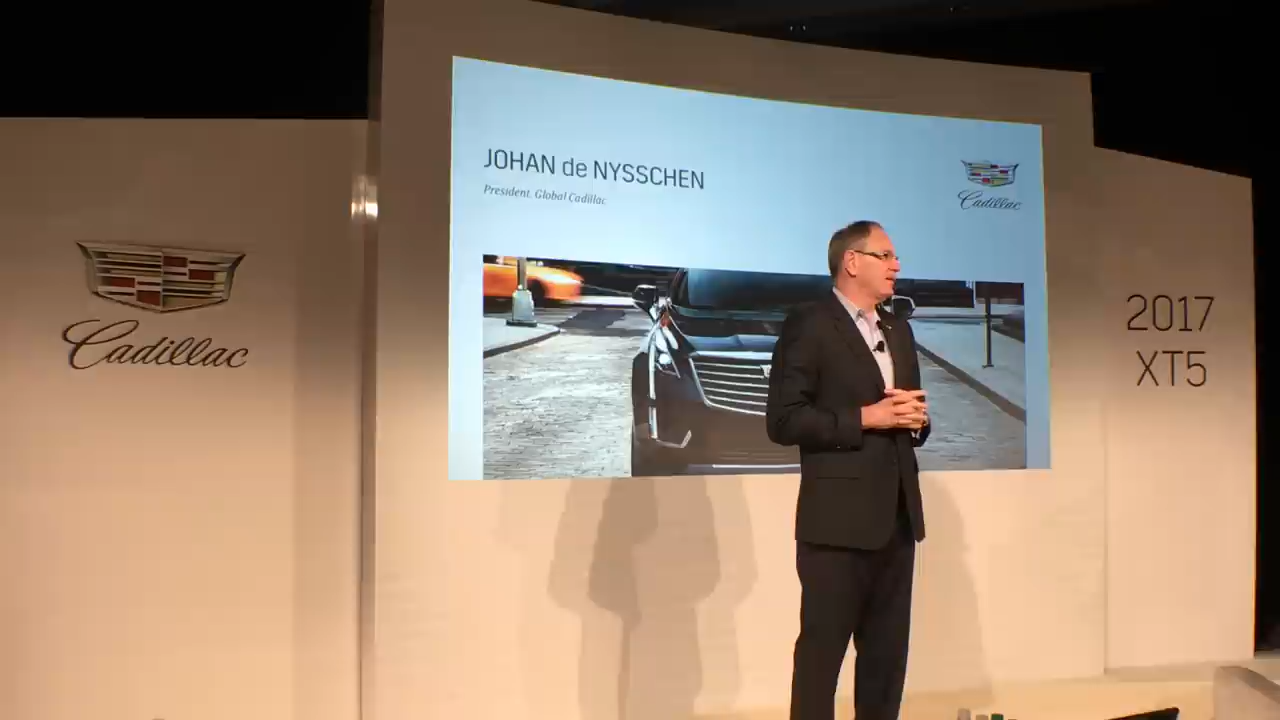 JOHAN de NYSSCHEN
President, Global Cadillac
Cadillac
Cadillac
2017
XT5